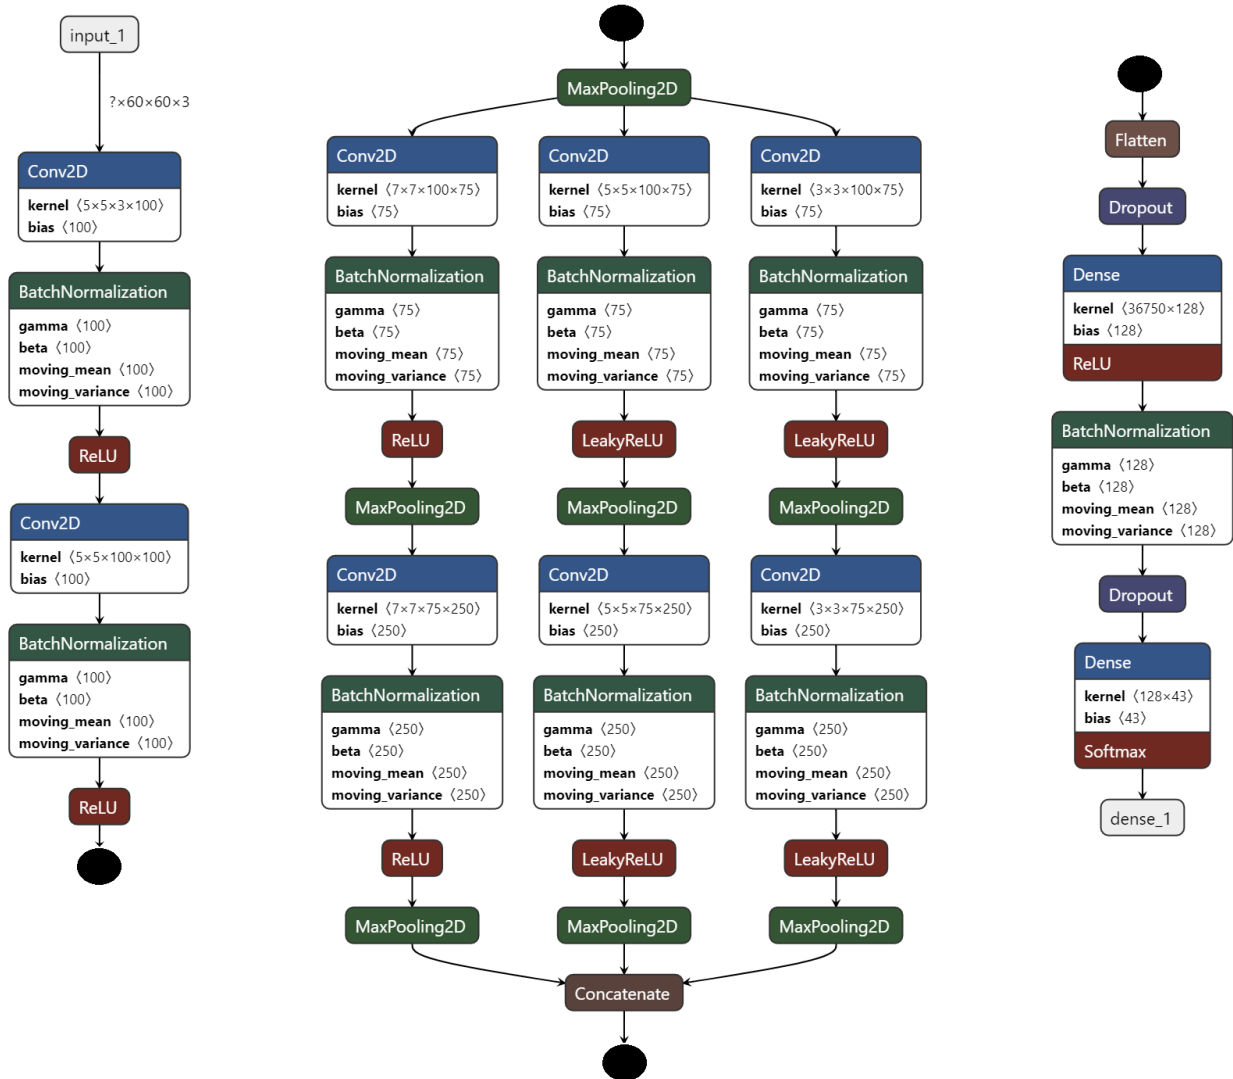 input_1
?×60×60×3
Conv2D
kernel ⟨5×5×3×100⟩
bias ⟨100⟩
BatchNormalization
gamma ⟨100⟩
beta ⟨100⟩
moving_mean ⟨100⟩
moving_variance ⟨100⟩
ReLU
Conv2D
kernel ⟨5×5×100×100⟩
bias ⟨100⟩
BatchNormalization
gamma ⟨100⟩
beta ⟨100⟩
moving_mean ⟨100⟩
moving_variance ⟨100⟩
ReLU
MaxPooling2D
Conv2D
kernel ⟨7×7×100×75⟩
bias ⟨75⟩
BatchNormalization
gamma ⟨75⟩
beta ⟨75⟩
moving_mean ⟨75⟩
moving_variance ⟨75⟩
ReLU
MaxPooling2D
Conv2D
kernel ⟨7×7×75×250⟩
bias ⟨250⟩
BatchNormalization
gamma ⟨250⟩
beta ⟨250⟩
moving_mean ⟨250⟩
moving_variance ⟨250⟩
ReLU
MaxPooling2D
Conv2D
kernel ⟨5×5×100×75⟩
bias ⟨75⟩
BatchNormalization
gamma ⟨75⟩
beta ⟨75⟩
moving_mean ⟨75⟩
moving_variance ⟨75⟩
LeakyReLU
MaxPooling2D
Conv2D
kernel ⟨5×5×75×250⟩
bias ⟨250⟩
BatchNormalization
gamma ⟨250⟩
beta ⟨250⟩
moving_mean ⟨250⟩
moving_variance ⟨250⟩
LeakyReLU
MaxPooling2D
Conv2D
kernel ⟨3×3×100×75⟩
bias ⟨75⟩
BatchNormalization
gamma ⟨75⟩
beta ⟨75⟩
moving_mean ⟨75⟩
moving_variance ⟨75⟩
LeakyReLU
MaxPooling2D
Conv2D
kernel ⟨3×3×75×250⟩
bias ⟨250⟩
BatchNormalization
gamma ⟨250⟩
beta ⟨250⟩
moving_mean ⟨250⟩
moving_variance ⟨250⟩
LeakyReLU
MaxPooling2D
Concatenate
Flatten
Dropout
Dense
kernel ⟨36750×128⟩
bias ⟨128⟩
ReLU
BatchNormalization
gamma ⟨128⟩
beta ⟨128⟩
moving_mean ⟨128⟩
moving_variance ⟨128⟩
Dropout
Dense
kernel ⟨128×43⟩
bias ⟨43⟩
Softmax
dense_1